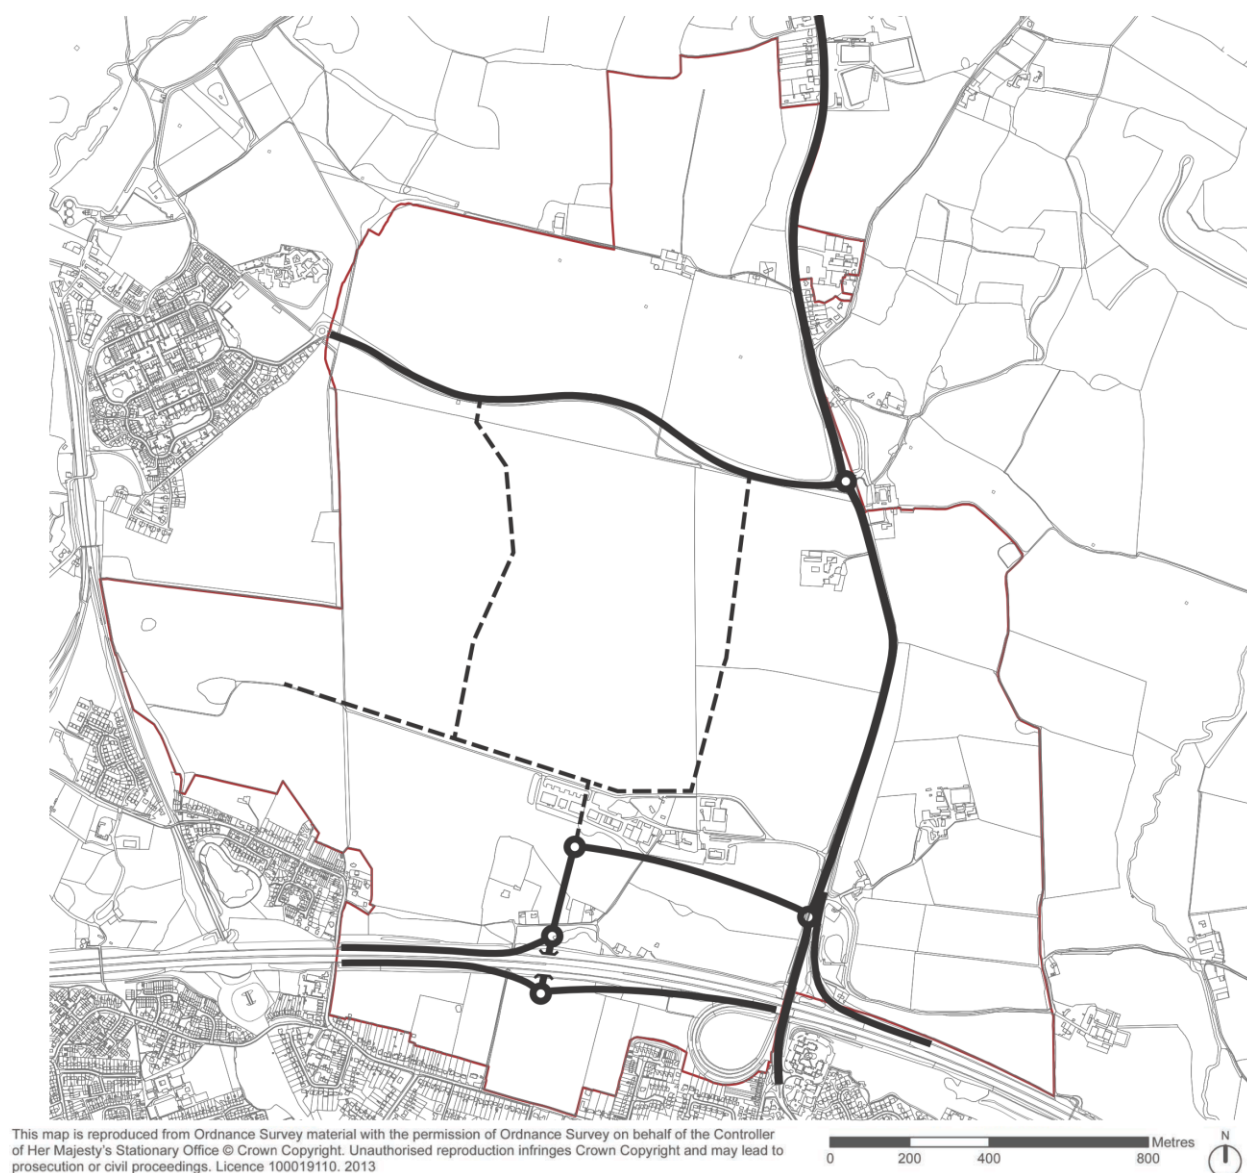 This map is reproduced from Ordnance Survey material with the permission of Ordnance Survey on behalf of the Controller
of Her Majesty's Stationary Office © Crown Copyright. Unauthorised reproduction infringes Crown Copyright and may lead to
prosecution or civil proceedings. Licence 100019110. 2013
Metres
0 200 400 800
N